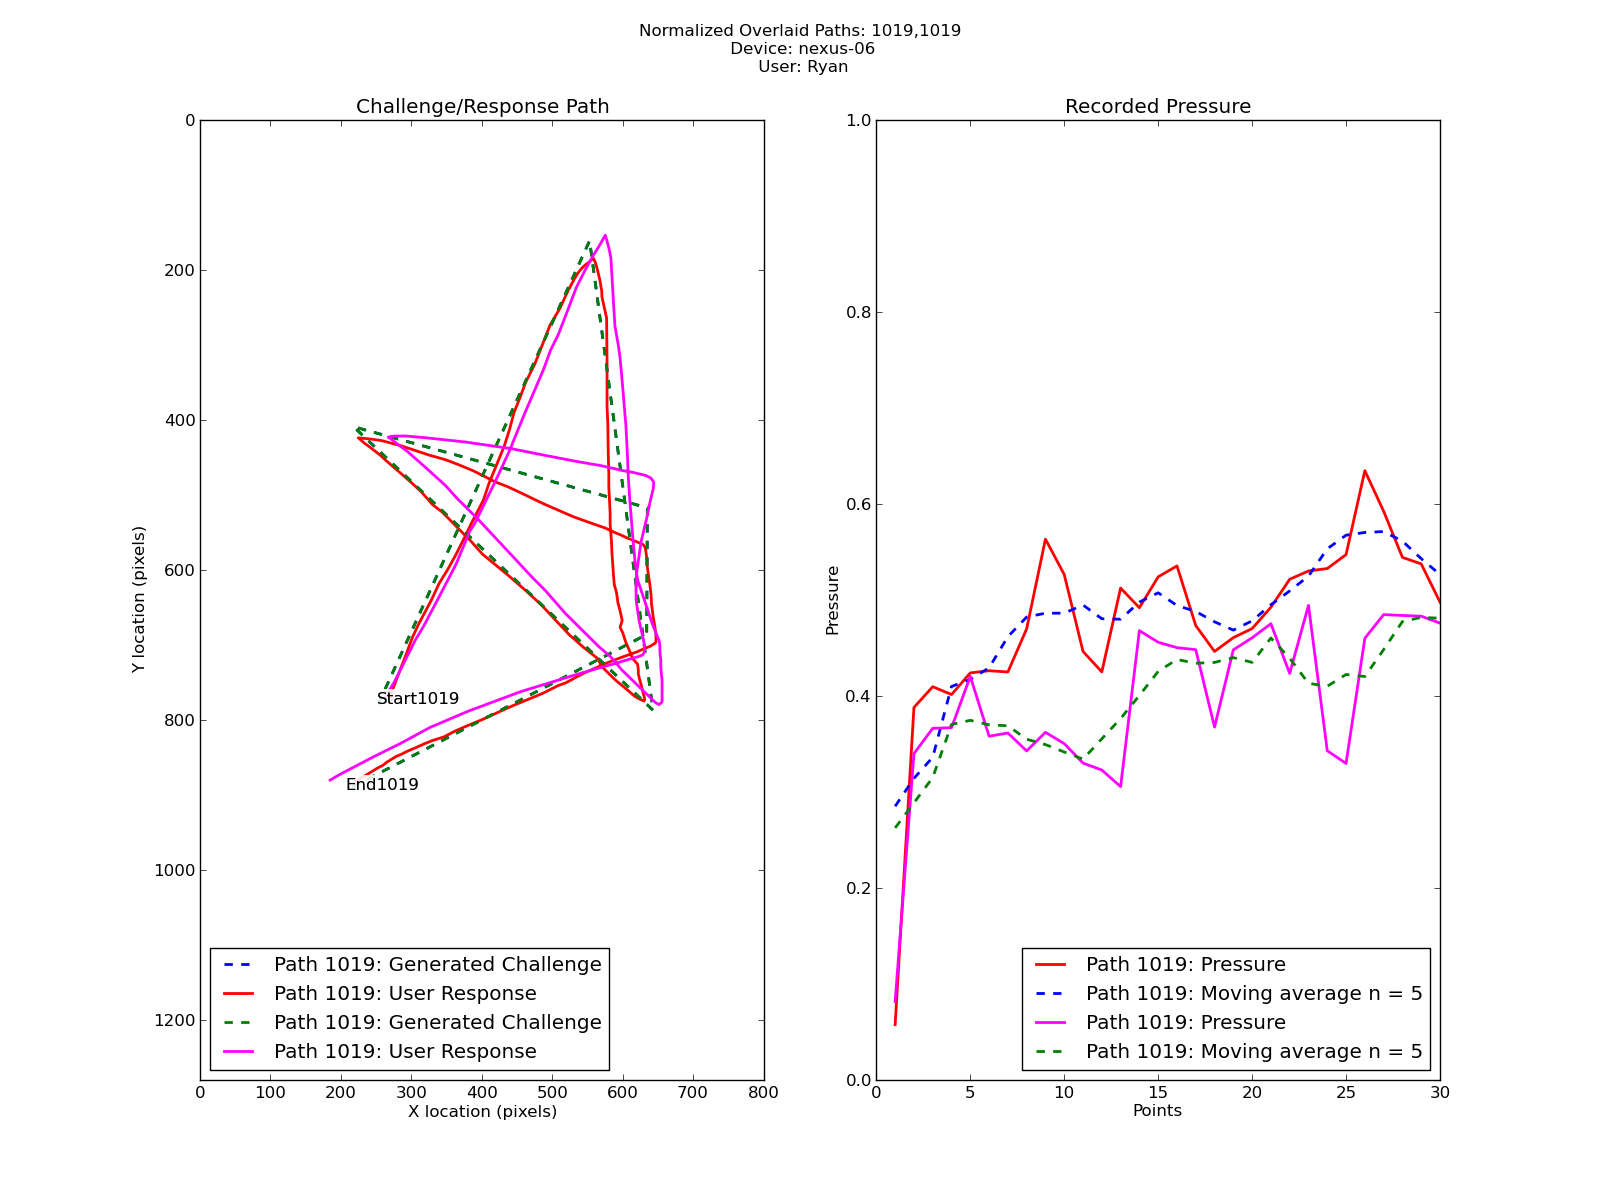 Normalized Overlaid Paths: 1019,1019
Device: nexus-06
User: Ryan
Challenge/Response Path
0
200
400
600
800
1000
1200
Y location (pixels)
Start1019
End1019
Path 1019: Generated Challenge
Path 1019: User Response
Path 1019: Generated Challenge
Path 1019: User Response
0 100 200 300 400 500 600 700 800
X location (pixels)
Recorded Pressure
1.0
0.8
0.6
0.4
0.2
0.0
Pressure
Path 1019: Pressure
Path 1019: Moving average n = 5
Path 1019: Pressure
Path 1019: Moving average n = 5
0 5 10 15 20 25 30
Points